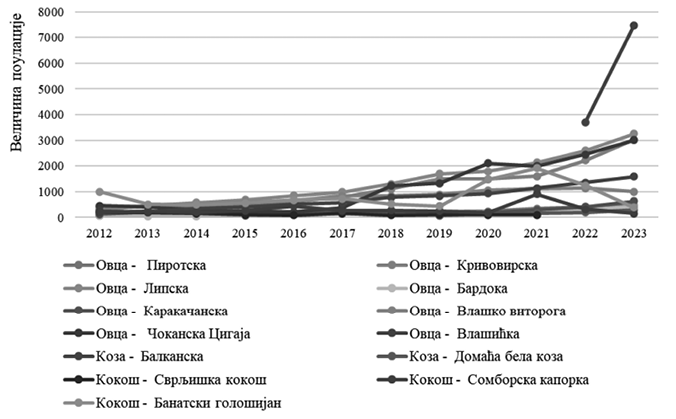 Величина поулације
8000
7000
6000
5000
4000
3000
2000
1000
0
2012 2013 2014 2015 2016 2017 2018 2019 2020 2021 2022 2023
Овца - Пиротска Овца - Кривовирска
Овца - Липска Овца - Бардока
Овца - Каракачанска Овца - Влашко виторога
Овца - Чоканска Цигаја Овца - Влашићка
Коза - Балканска Коза - Домаћа бела коза
Кокош - Сврљишка кокош Кокош - Сомборска капорка
Кокош - Банатски голошијан